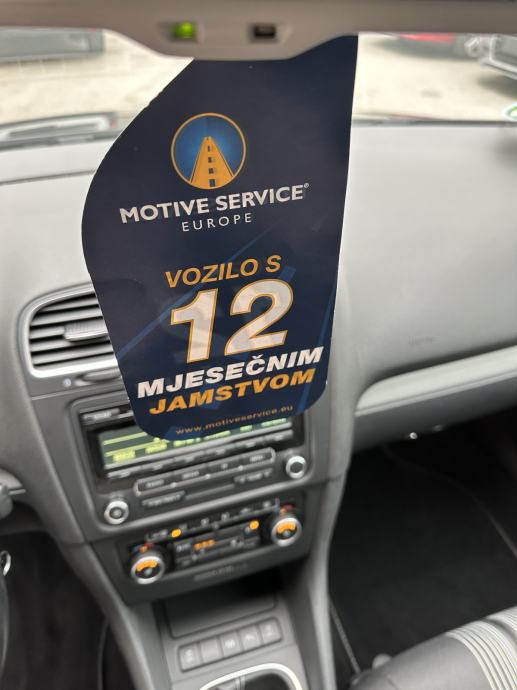 MOTIVE SERVICE®
EUROPE
VOZILO S
12
MJESEČNIM
JAMSTVOM
www.motiveservice.eu